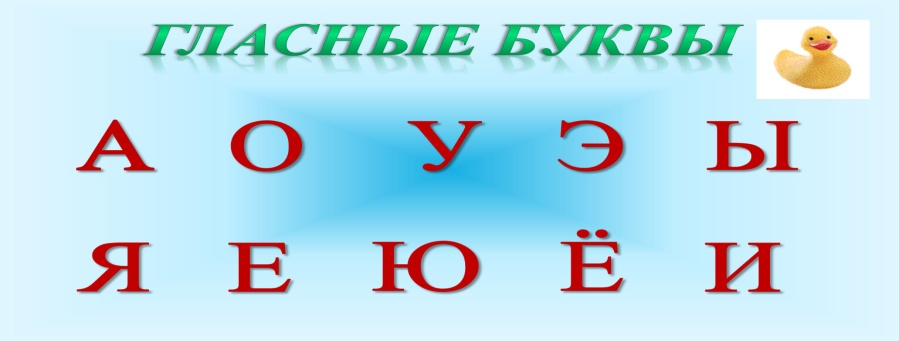 ГЛАСНЫЕ БУКВЫ
А О У Э Ы
Я Е Ю Ё И